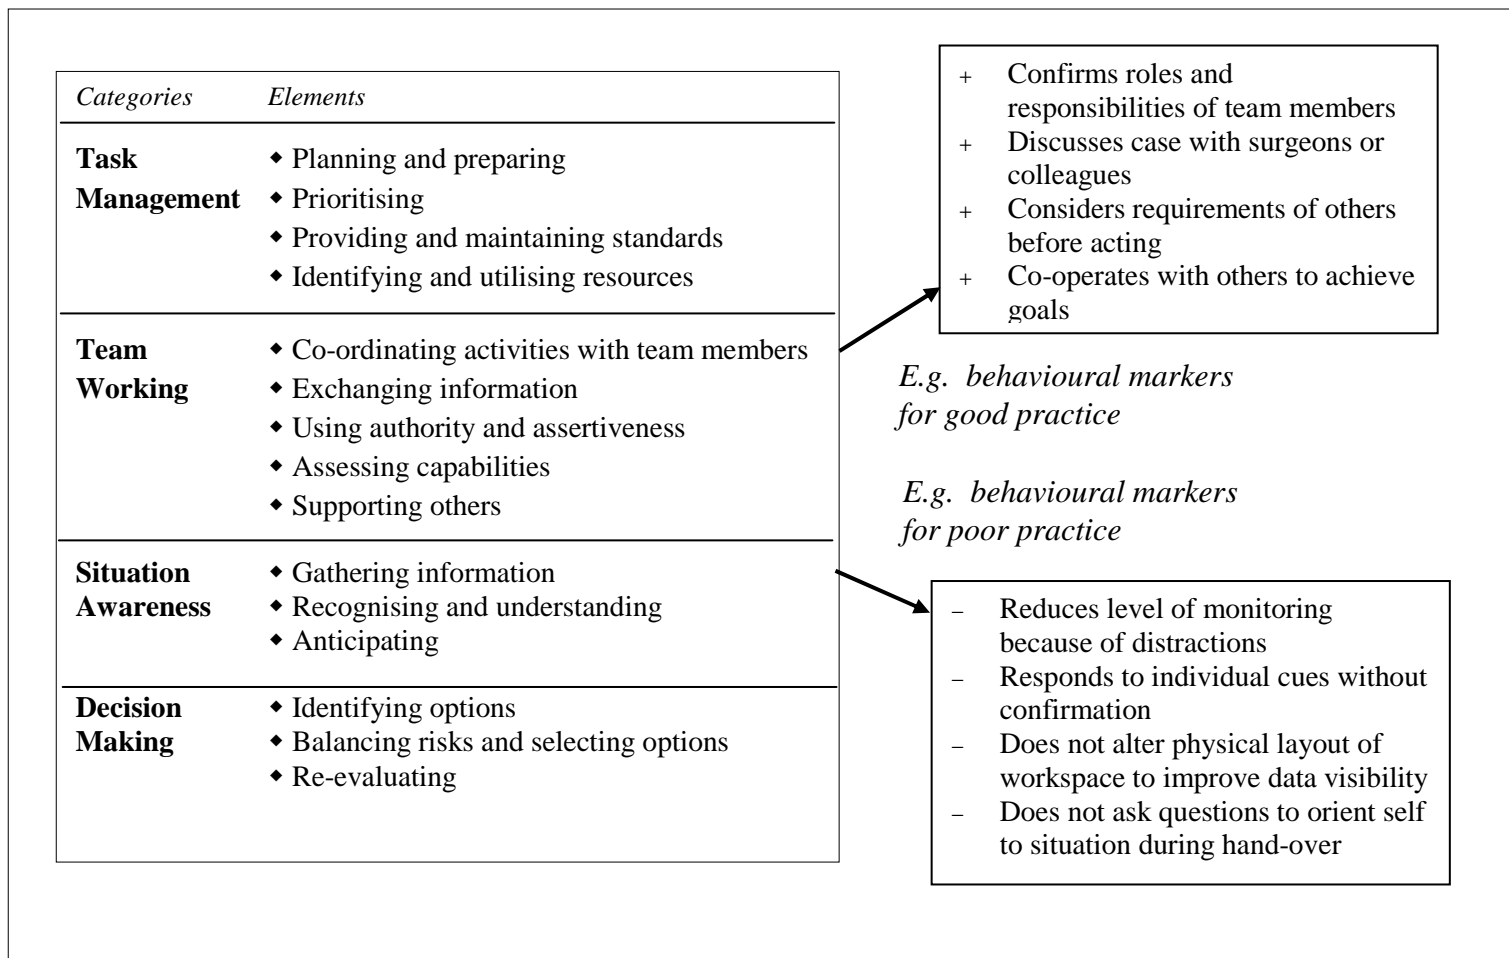 Categories Elements
Task
Management
◆ Planning and preparing
◆ Prioritising
◆ Providing and maintaining standards
◆ Identifying and utilising resources
Team
Working
◆ Co-ordinating activities with team members
◆ Exchanging information
◆ Using authority and assertiveness
◆ Assessing capabilities
◆ Supporting others
Situation
Awareness
◆ Gathering information
◆ Recognising and understanding
◆ Anticipating
Decision
Making
◆ Identifying options
◆ Balancing risks and selecting options
◆ Re-evaluating
+ Confirms roles and
responsibilities of team members
+ Discusses case with surgeons or
colleagues
+ Considers requirements of others
before acting
+ Co-operates with others to achieve
goals
E.g. behavioural markers
for good practice
E.g. behavioural markers
for poor practice
– Reduces level of monitoring
because of distractions
– Responds to individual cues without
confirmation
– Does not alter physical layout of
workspace to improve data visibility
– Does not ask questions to orient self
to situation during hand-over